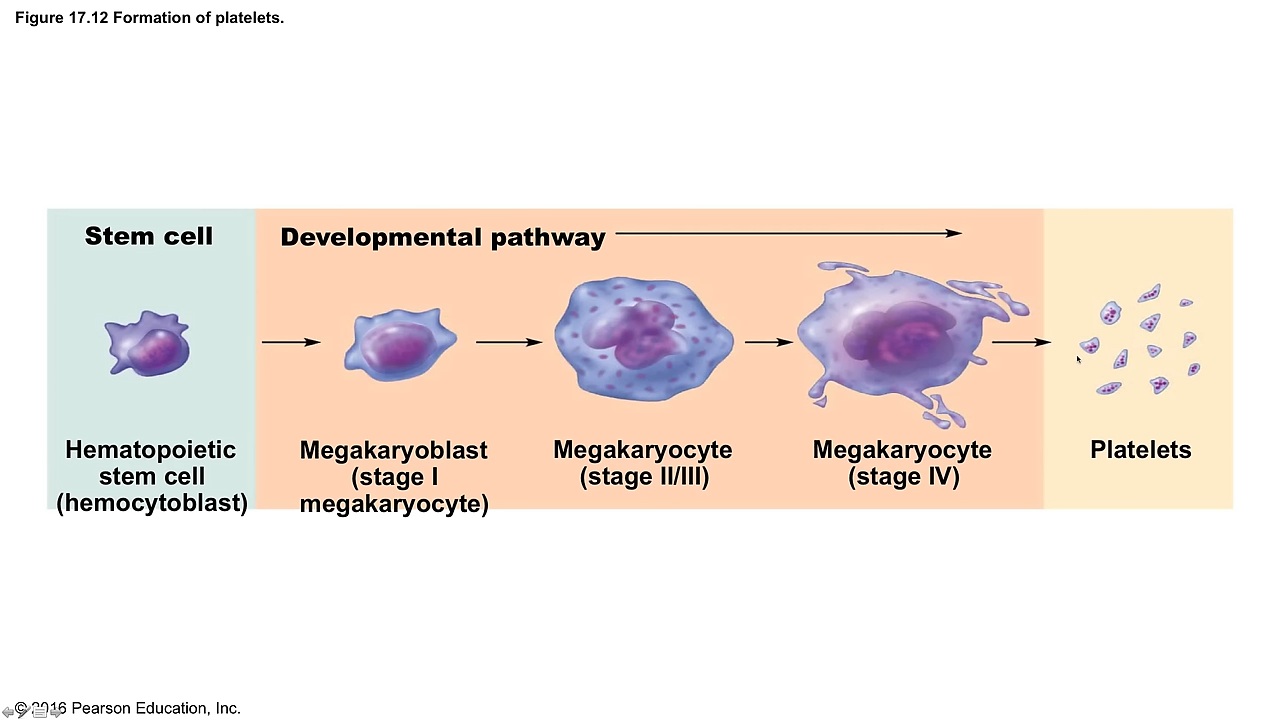 Figure 17.12 Formation of platelets.
Stem cell
Developmental pathway
Hematopoietic
stem cell
(hemocytoblast)
Megakaryoblast
(stage I
megakaryocyte)
Megakaryocyte
(stage II/III)
Megakaryocyte
(stage IV)
Platelets
© 2016 Pearson Education, Inc.